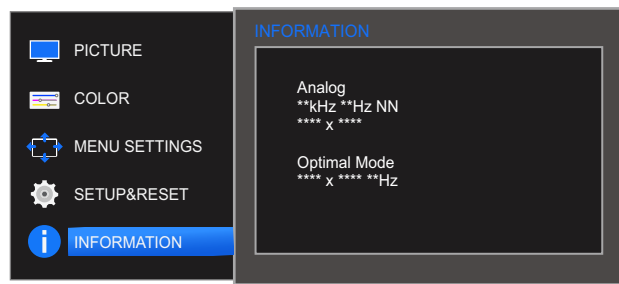 PICTURE
COLOR
MENU SETTINGS
SETUP&RESET
INFORMATION
INFORMATION
Analog
**kHz **Hz NN
**** x ****
Optimal Mode
**** x **** **Hz